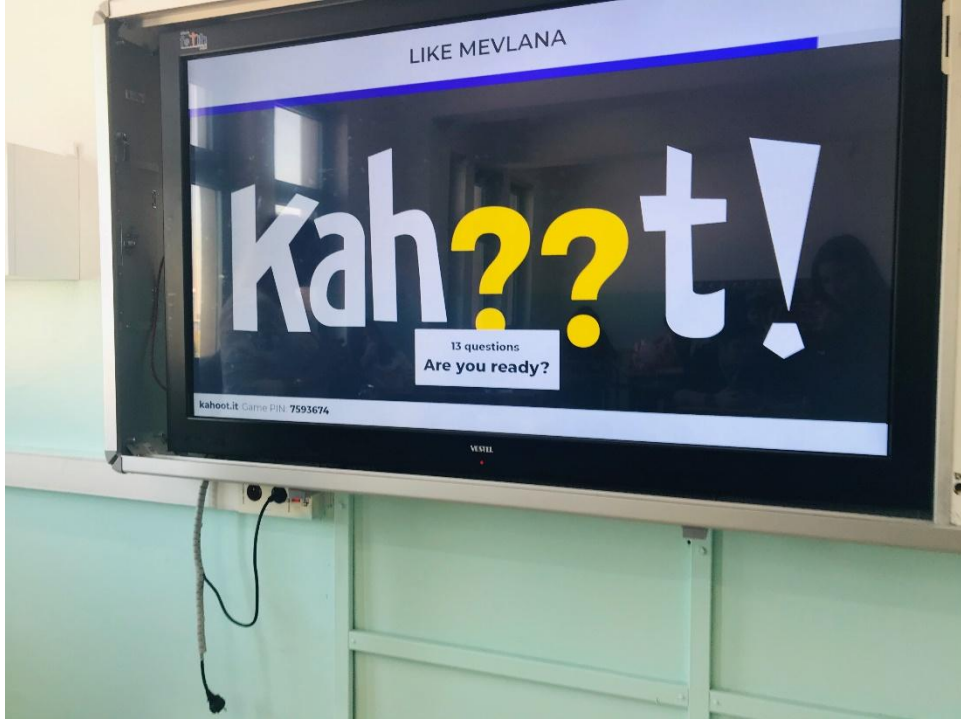 LIKE MEVLANA
Kah??t!
13 questions
Are you ready?
kahoot.it Game PIN: 7593674
VESTEL